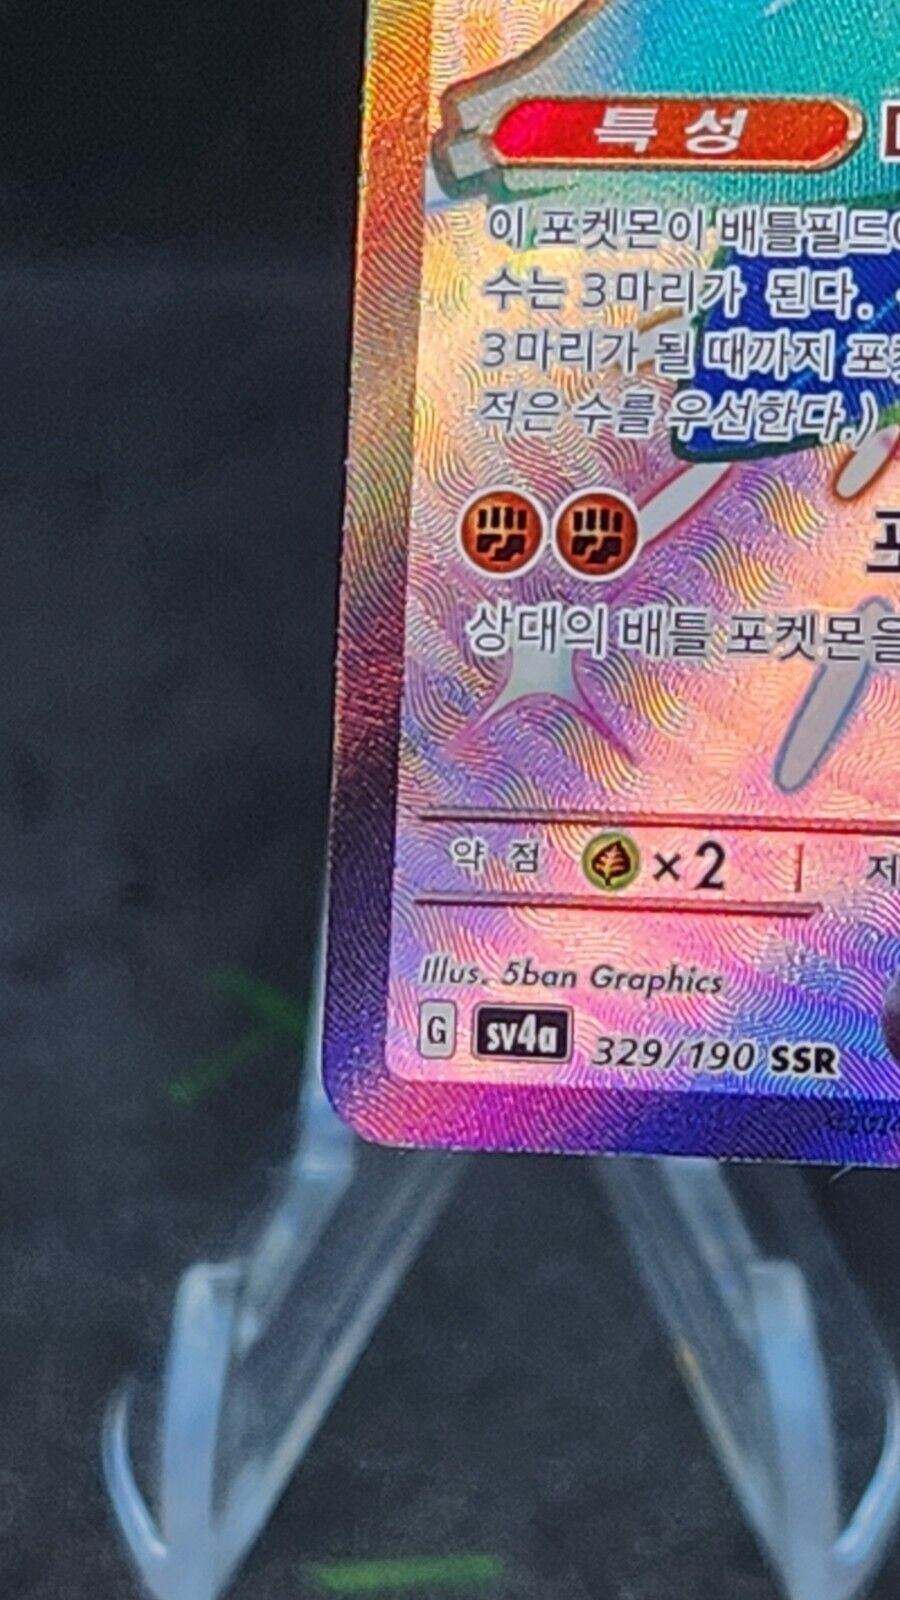 특성
이 포켓몬이 배틀필드
수는 3마리가 된다.
3마리가 될 때까지
적은 수를 우선한다.)
상대의 배틀 포켓몬을
약점 ×2
Illus. 5ban Graphics
G sv4a 329/190 SSR